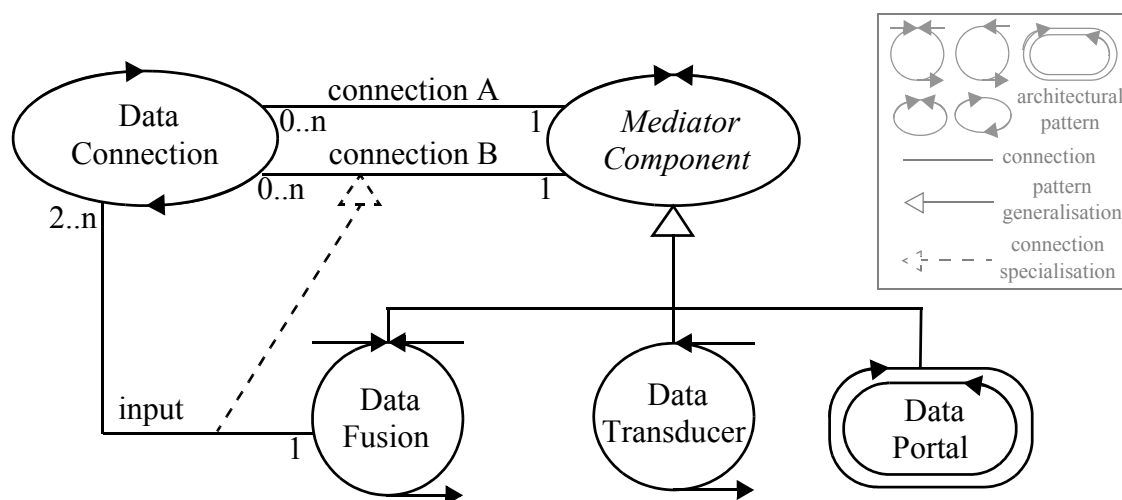 Data
Connection
connection A
0..n
1
connection B
0..n
1
Mediator
Component
2..n
input
1
Data
Fusion
Data
Transducer
Data
Portal
architectural
pattern
connection
pattern
generalisation
connection
specialisation